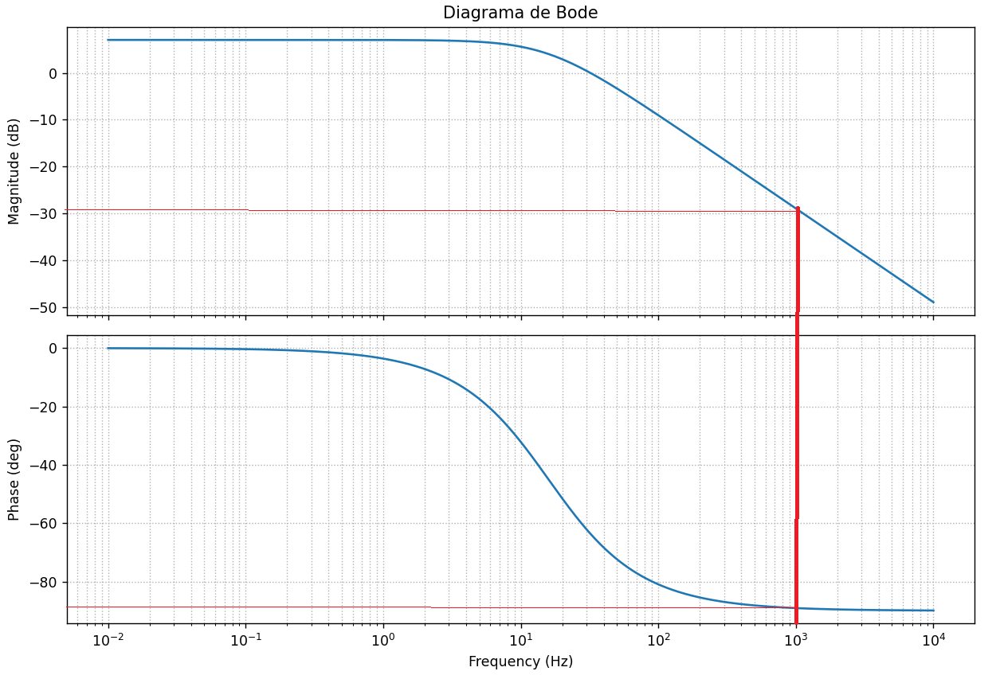 Diagrama de Bode
Magnitude (dB)
0
−10
−20
−30
−40
−50
Phase (deg)
0
−20
−40
−60
−80
10⁻² 10⁻¹ 10⁰ 10¹ 10² 10³ 10⁴
Frequency (Hz)